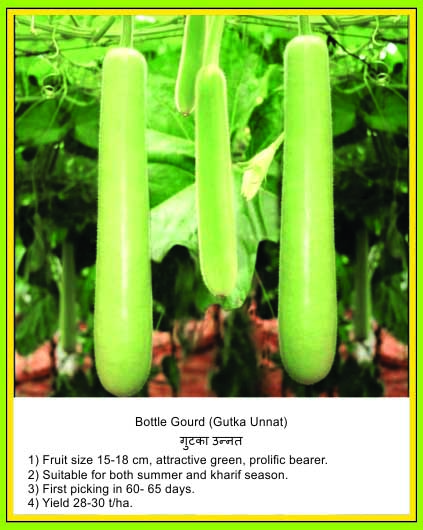 Bottle Gourd (Gutka Unnat)
गुटका उन्नत
1) Fruit size 15-18 cm, attractive green, prolific bearer.
2) Suitable for both summer and kharif season.
3) First picking in 60- 65 days.
4) Yield 28-30 t/ha.